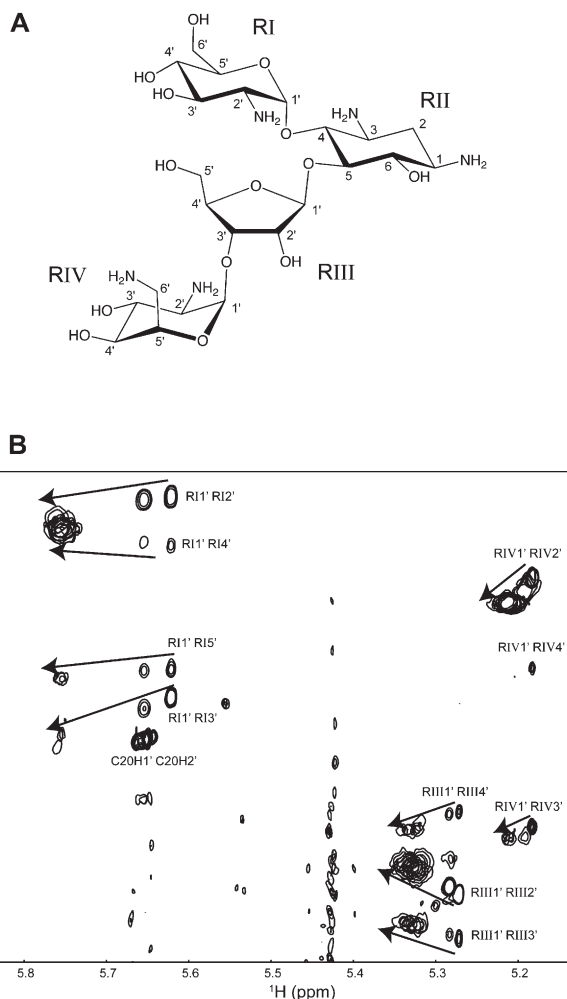 A
OH
RI
6'
4'
5'
O
HO
HO
3'
2'
NH₂
1'
O
H₂N
RII
3
2
4
5
6
1
NH₂
OH
HO
5'
O
O
4'
1'
3'
2'
OH
O
RIII
RIV
H₂N
6'
NH₂
3'
2'
HO
1'
HO
4'
5'
O
B
RI1' RI2'
RI1' RI4'
RIV1' RIV2'
RI1' RI5'
RIV1' RIV4'
RI1' RI3'
C20H1' C20H2'
RIII1' RIII4'
RIV1' RIV3'
RIII1' RIII2'
RIII1' RIII3'
5.8 5.7 5.6 5.5 5.4 5.3 5.2
¹H (ppm)